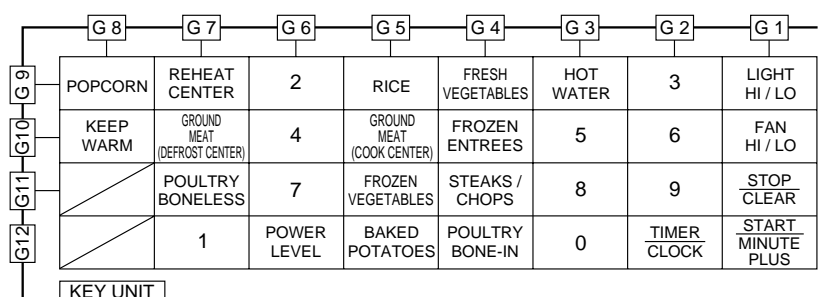 G 8 G 7 G 6 G 5 G 4 G 3 G 2 G 1
G 9 POPCORN REHEAT CENTER 2 RICE FRESH VEGETABLES HOT WATER 3 LIGHT HI / LO
G10 KEEP WARM GROUND MEAT (DEFROST CENTER) 4 GROUND MEAT (COOK CENTER) FROZEN ENTREES 5 6 FAN HI / LO
G11 POULTRY BONELESS 7 FROZEN VEGETABLES STEAKS / CHOPS 8 9 STOP CLEAR
G12 1 POWER LEVEL BAKED POTATOES POULTRY BONE-IN 0 TIMER CLOCK START MINUTE PLUS
KEY UNIT